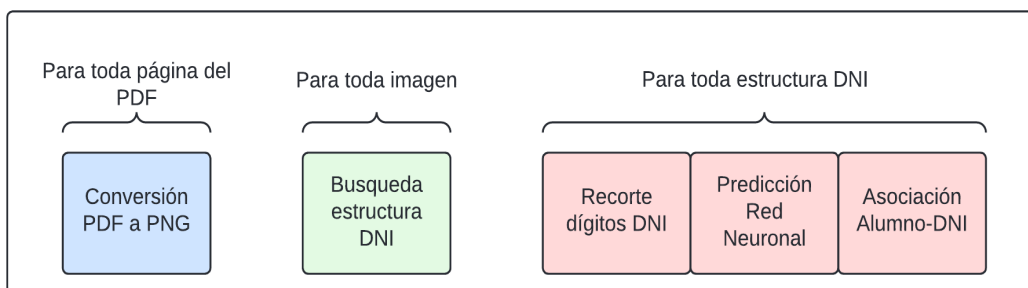 Para toda página del
PDF
Para toda imagen
Para toda estructura DNI
Conversión
PDF a PNG
Busqueda
estructura
DNI
Recorte
dígitos DNI
Predicción
Red
Neuronal
Asociación
Alumno-DNI